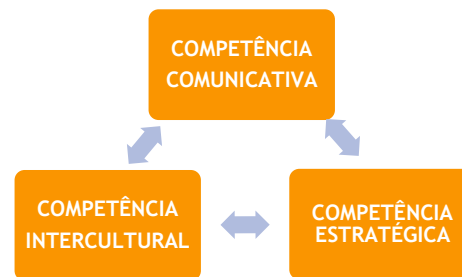 COMPETÊNCIA
COMUNICATIVA
COMPETÊNCIA
INTERCULTURAL
COMPETÊNCIA
ESTRATÉGICA